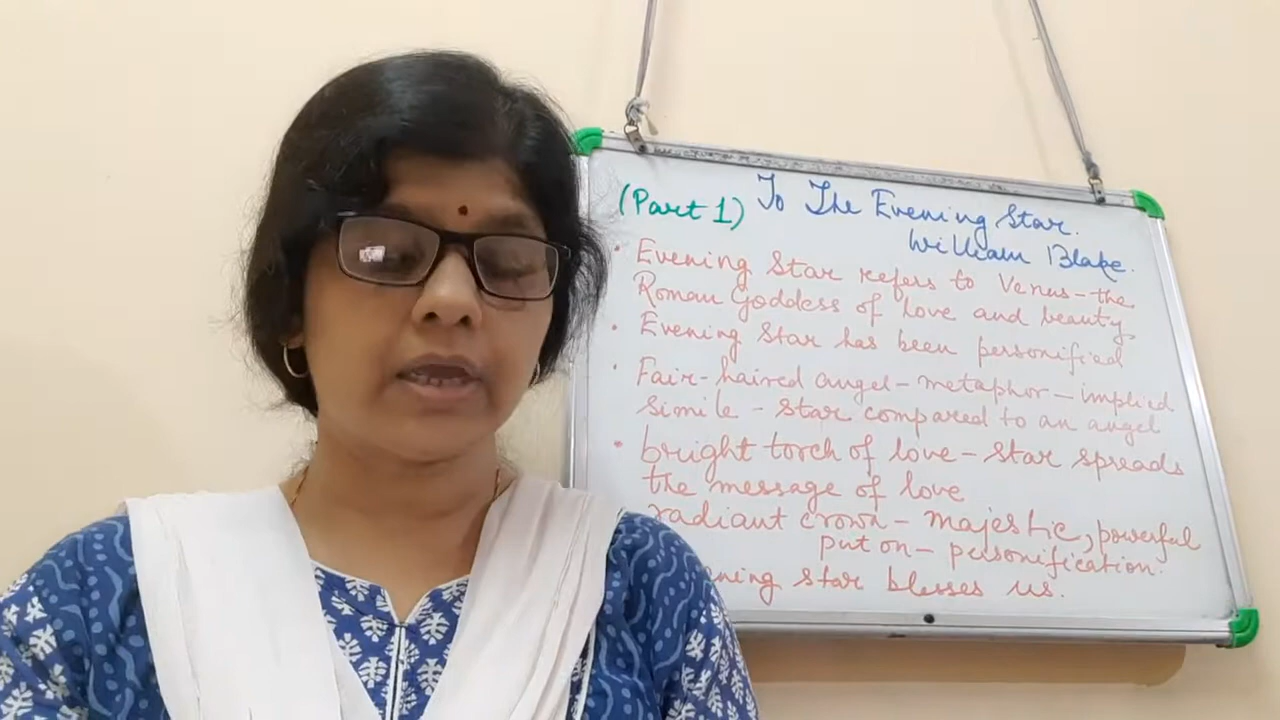 (Part 1) To The Evening Star.
William Blake.
• Evening Star refers to Venus - the
Roman Goddess of love and beauty.
• Evening Star has been personified
• Fair-haired angel - metaphor - implied
simile - star compared to an angel
• bright torch of love - star spreads
the message of love
radiant crown - majestic, powerful
put on - personification.
ning star blesses us.